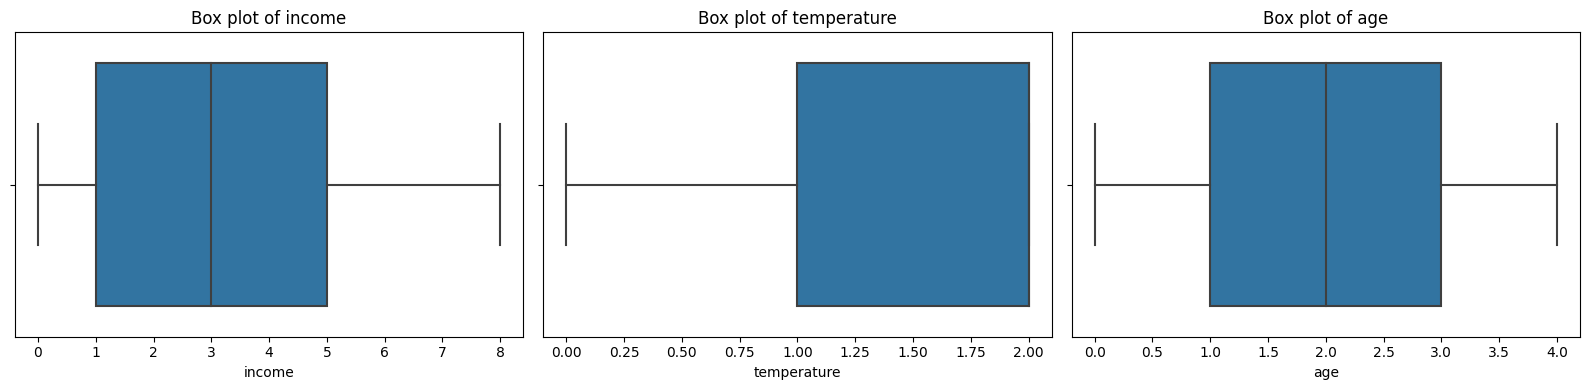 Box plot of income
Box plot of temperature
Box plot of age
0 1 2 3 4 5 6 7 8
0.00 0.25 0.50 0.75 1.00 1.25 1.50 1.75 2.00
0.0 0.5 1.0 1.5 2.0 2.5 3.0 3.5 4.0
income
temperature
age